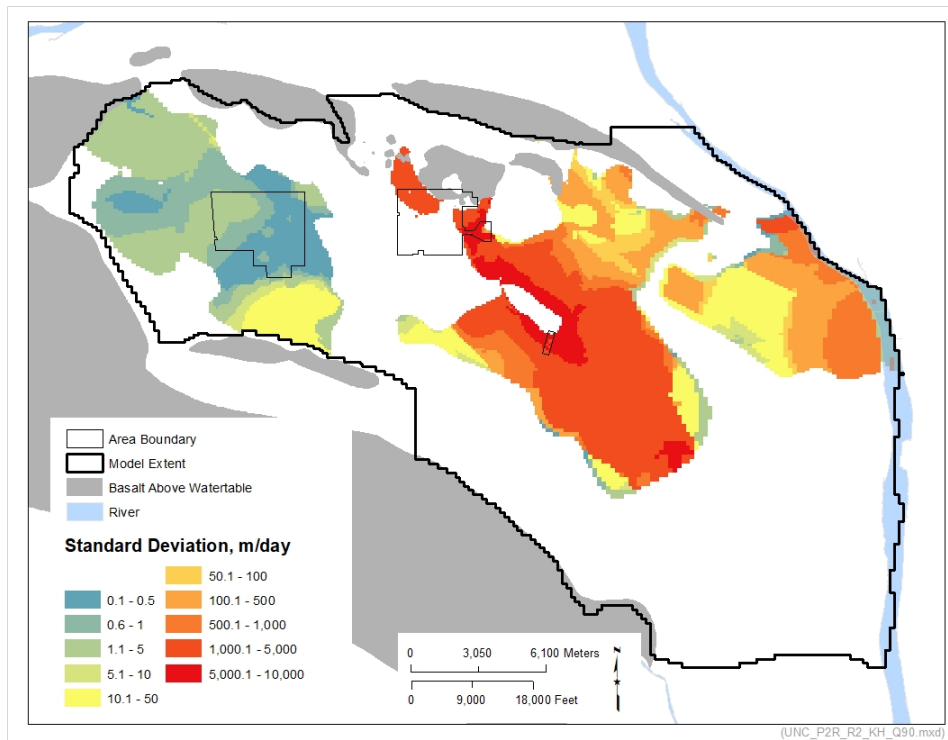 Area Boundary
Model Extent
Basalt Above Watertable
River
Standard Deviation, m/day
0.1 - 0.5
0.6 - 1
1.1 - 5
5.1 - 10
10.1 - 50
50.1 - 100
100.1 - 500
500.1 - 1,000
1,000.1 - 5,000
5,000.1 - 10,000
0 3,050 6,100 Meters
0 9,000 18,000 Feet
N
(UNC_P2R_R2_KH_Q90.mxd)